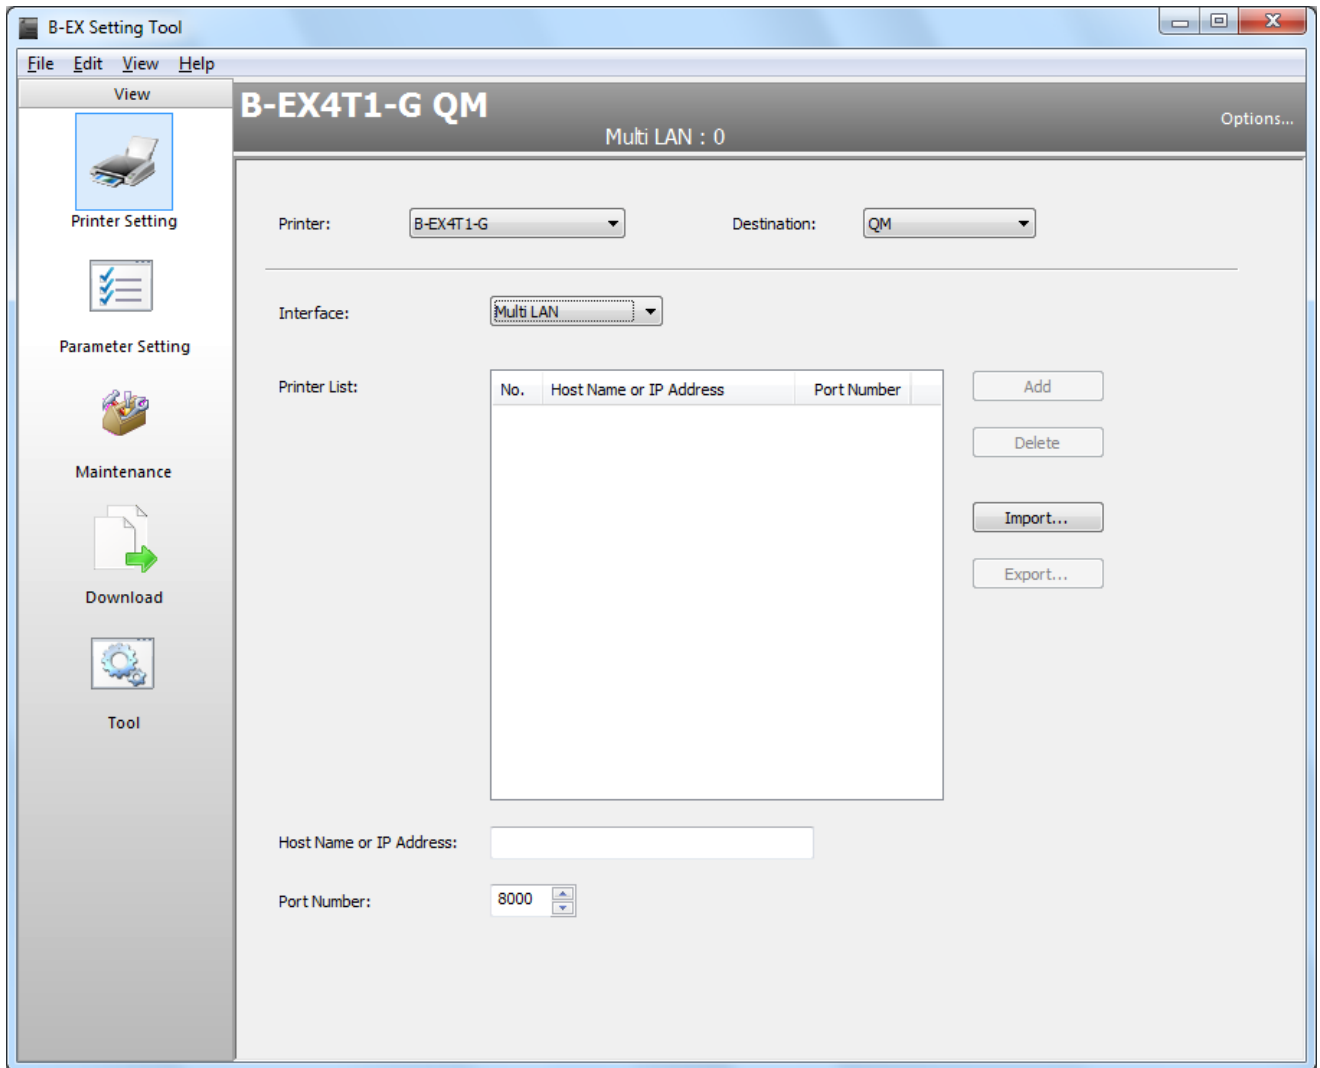 B-EX Setting Tool
File Edit View Help
View
B-EX4T1-G QM
Multi LAN : 0
Options...
Printer Setting
Parameter Setting
Maintenance
Download
Tool
Printer: B-EX4T1-G Destination: QM
Interface: Multi LAN
Printer List:
No. Host Name or IP Address Port Number
Add
Delete
Import...
Export...
Host Name or IP Address:
Port Number: 8000